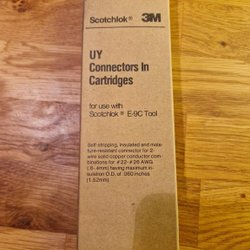 Scotchlok® 3M
UY
Connectors In
Cartridges
for use with
Scotchlok® E-9C Tool
Self-stripping, insulated and mois-
ture-resistant connector for 2-
wire solid copper conductor com-
binations for #22-#26 AWG
(.6-.4mm) having maximum in-
sulation O.D. of .060 inches
(1.52mm)